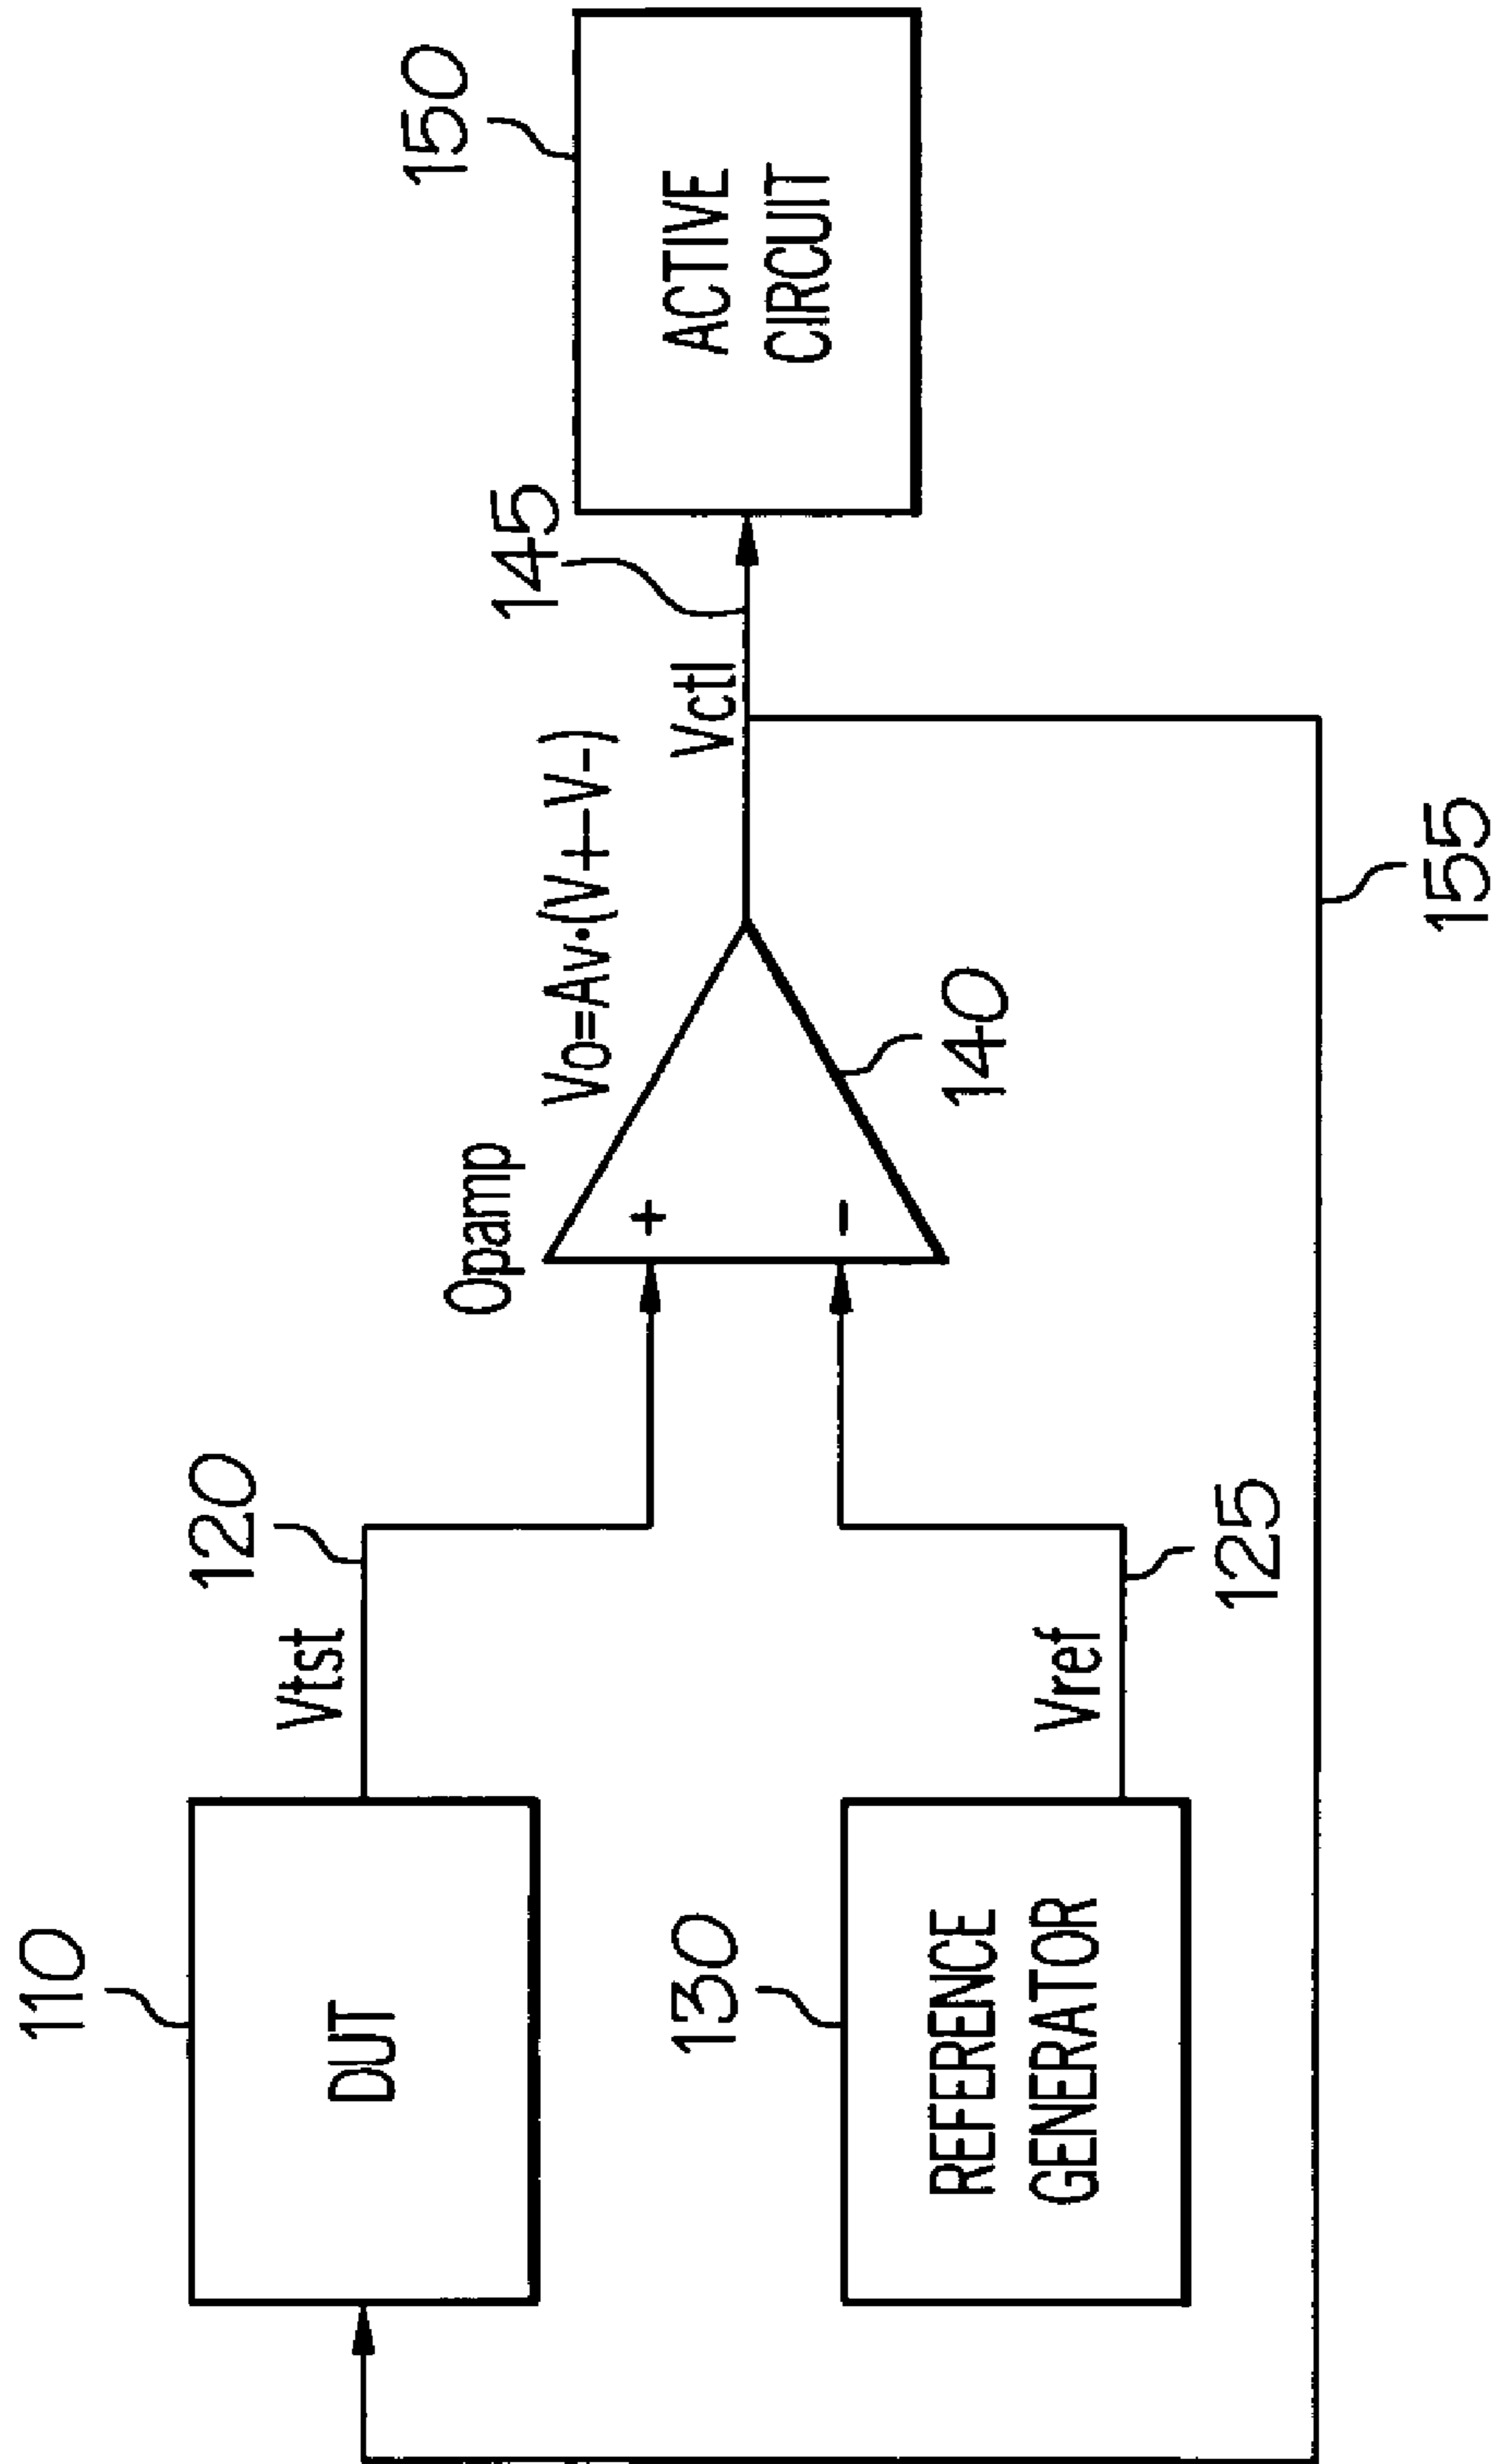 110
DUT
Vtst
120
130
REFERENCE
GENERATOR
Vref
125
Opamp
Vo=Av•(V+-V-)
140
Vctl
145
150
ACTIVE
CIRCUIT
155